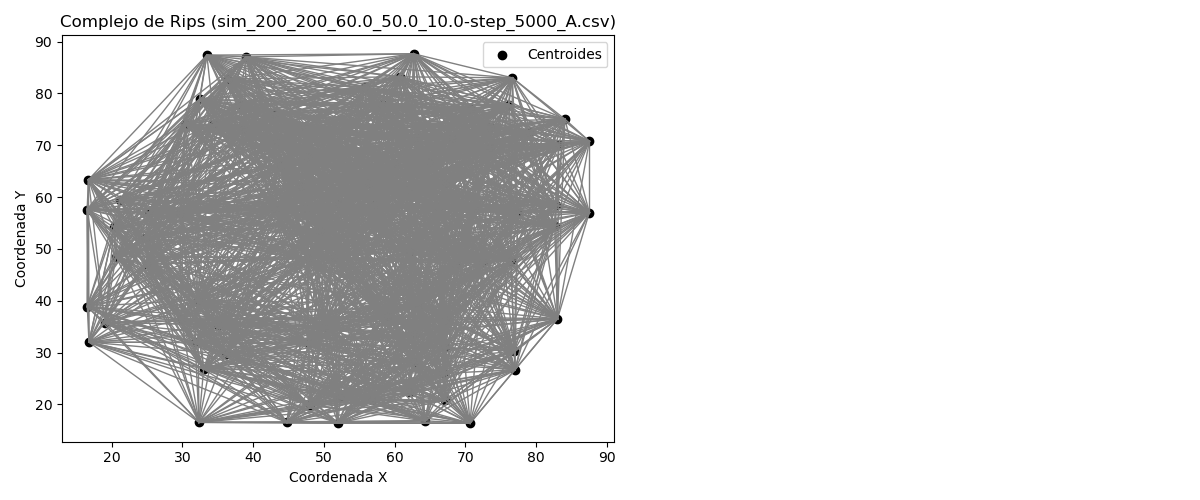 Complejo de Rips (sim_200_200_60.0_50.0_10.0-step_5000_A.csv)
Centroides
90
80
70
60
50
40
30
20
Coordenada Y
20 30 40 50 60 70 80 90
Coordenada X